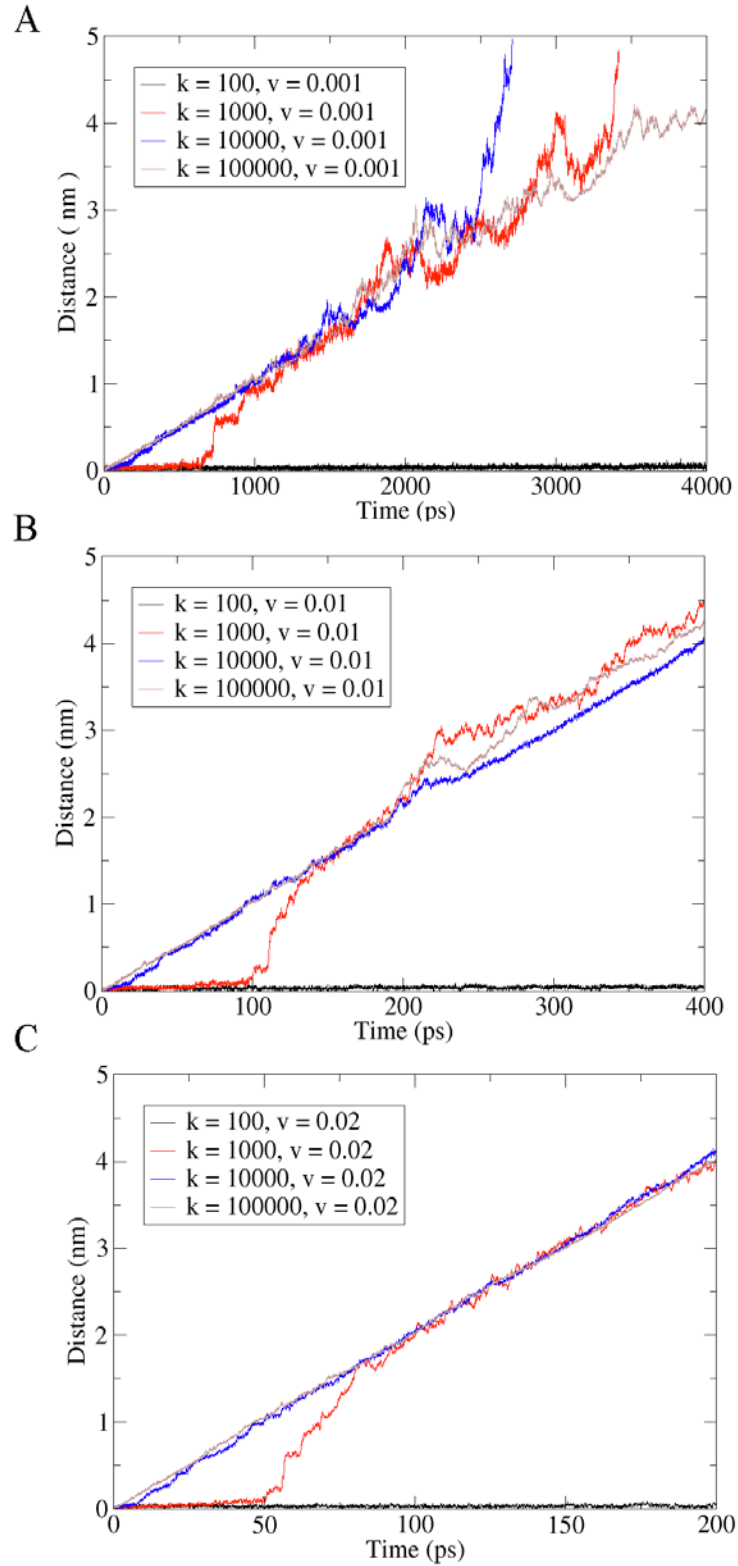 A
5
4
3
2
1
0
Distance ( nm)
k = 100, v = 0.001
k = 1000, v = 0.001
k = 10000, v = 0.001
k = 100000, v = 0.001
0 1000 2000 3000 4000
Time (ps)
B
5
4
3
2
1
0
Distance (nm)
k = 100, v = 0.01
k = 1000, v = 0.01
k = 10000, v = 0.01
k = 100000, v = 0.01
0 100 200 300 400
Time (ps)
C
5
4
3
2
1
0
Distance (nm)
k = 100, v = 0.02
k = 1000, v = 0.02
k = 10000, v = 0.02
k = 100000, v = 0.02
0 50 100 150 200
Time (ps)